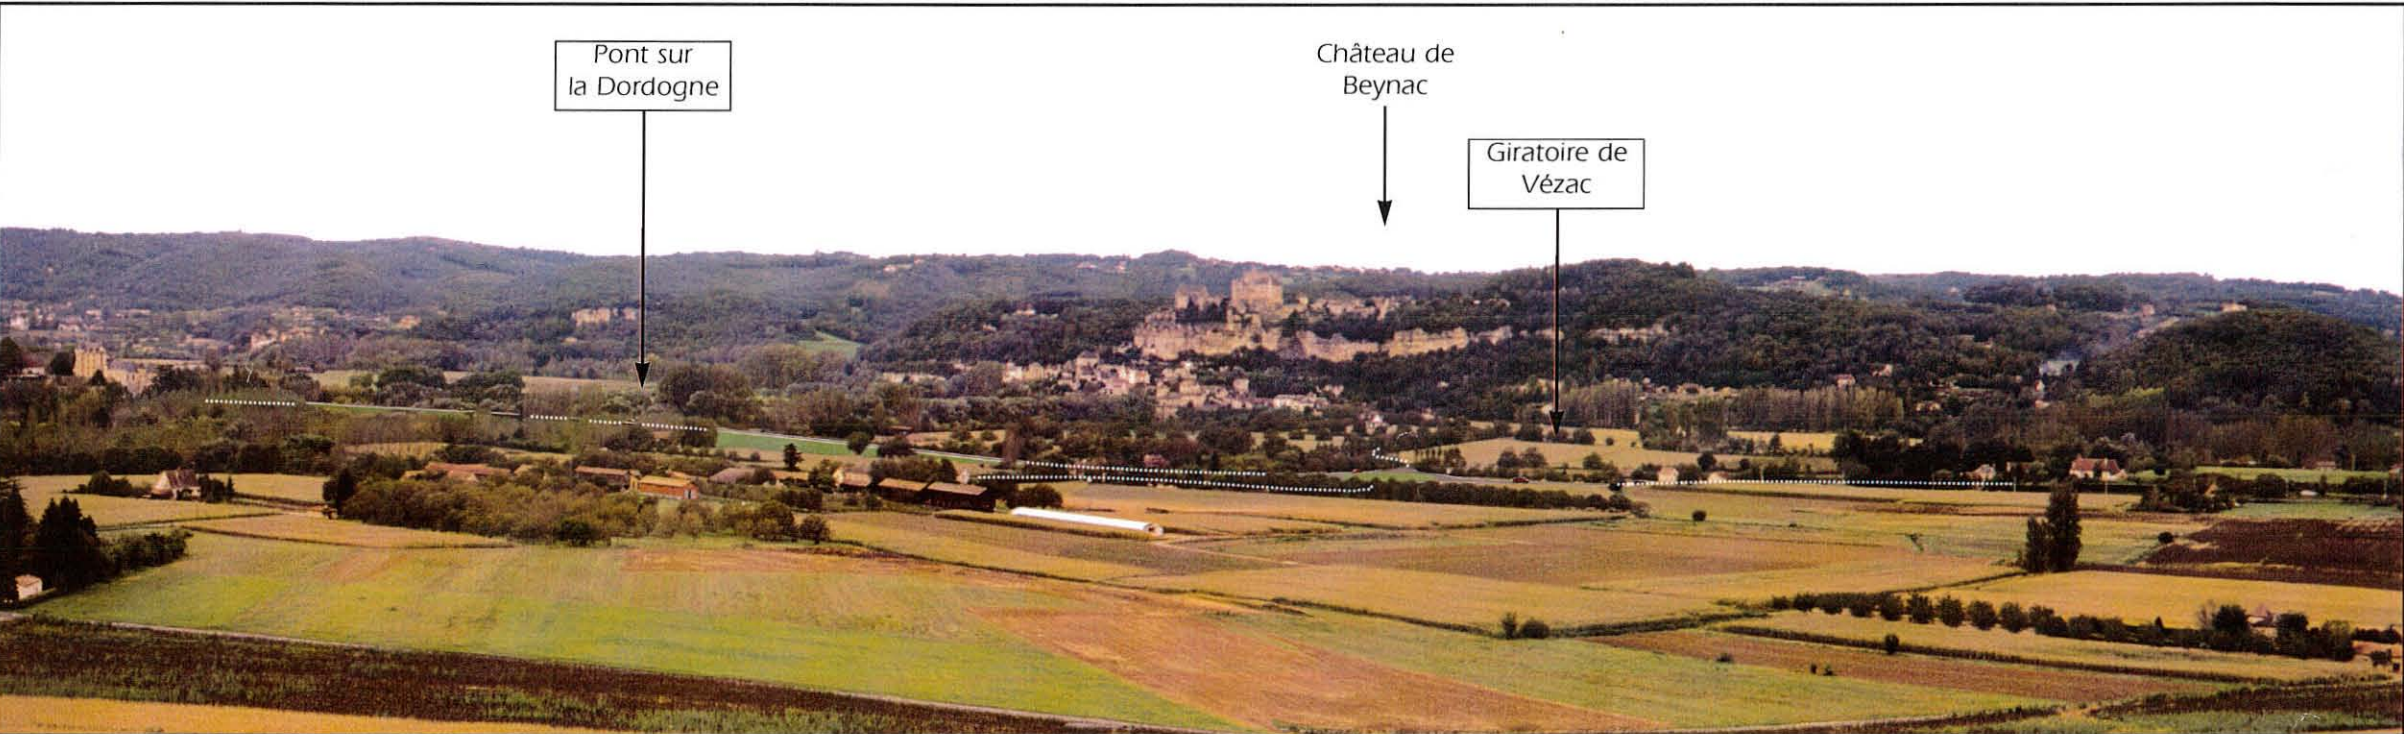 Pont sur
la Dordogne
Château de
Beynac
Giratoire de
Vézac